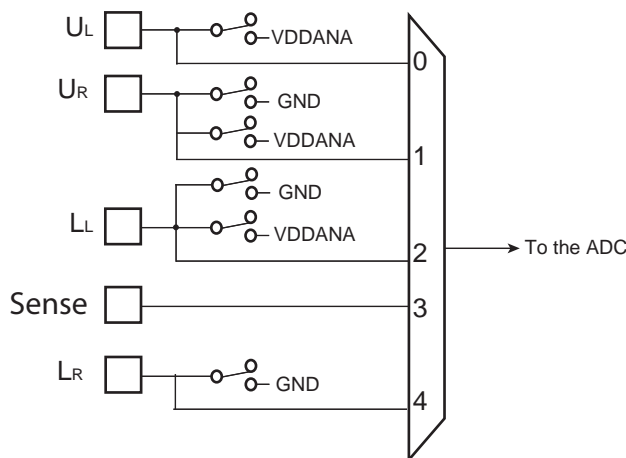 UL
VDDANA
0
UR
GND
VDDANA
1
GND
LL
VDDANA
2
To the ADC
Sense
3
LR
GND
4